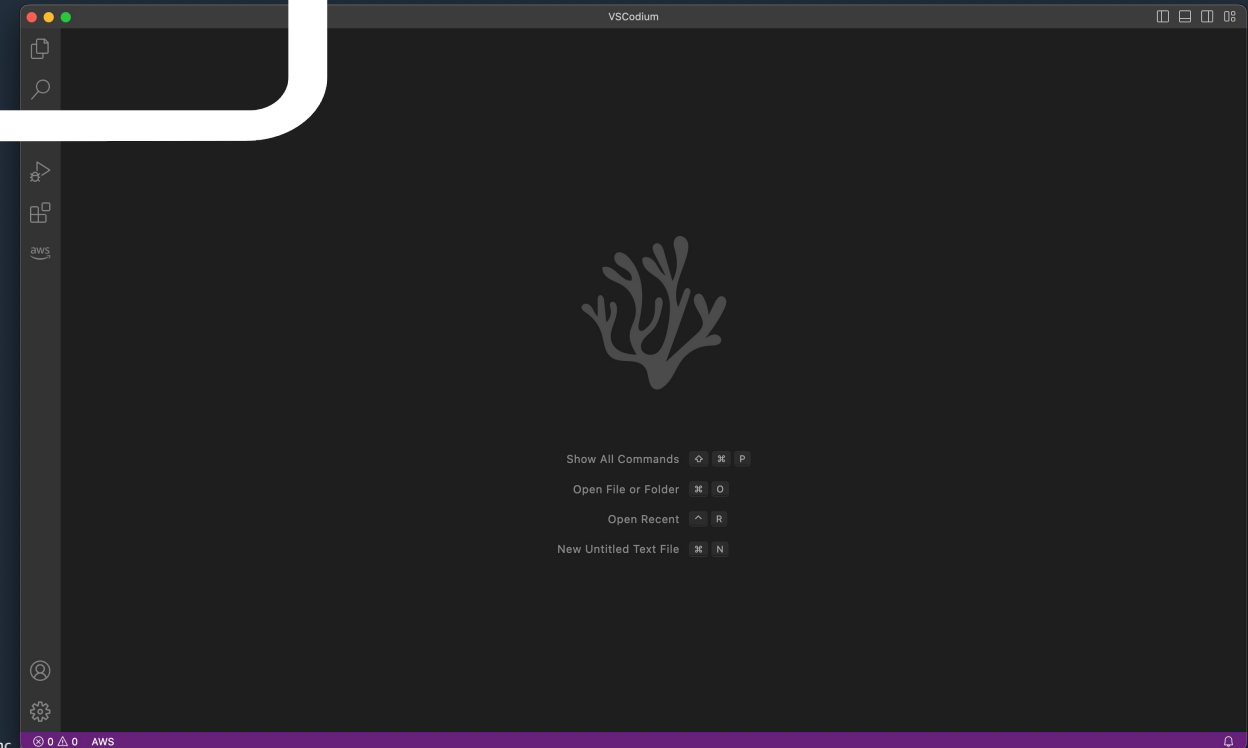 VSCodium
aws
Show All Commands ⇧ ⌘ P
Open File or Folder ⌘ O
Open Recent ^ R
New Untitled Text File ⌘ N
0 0 AWS